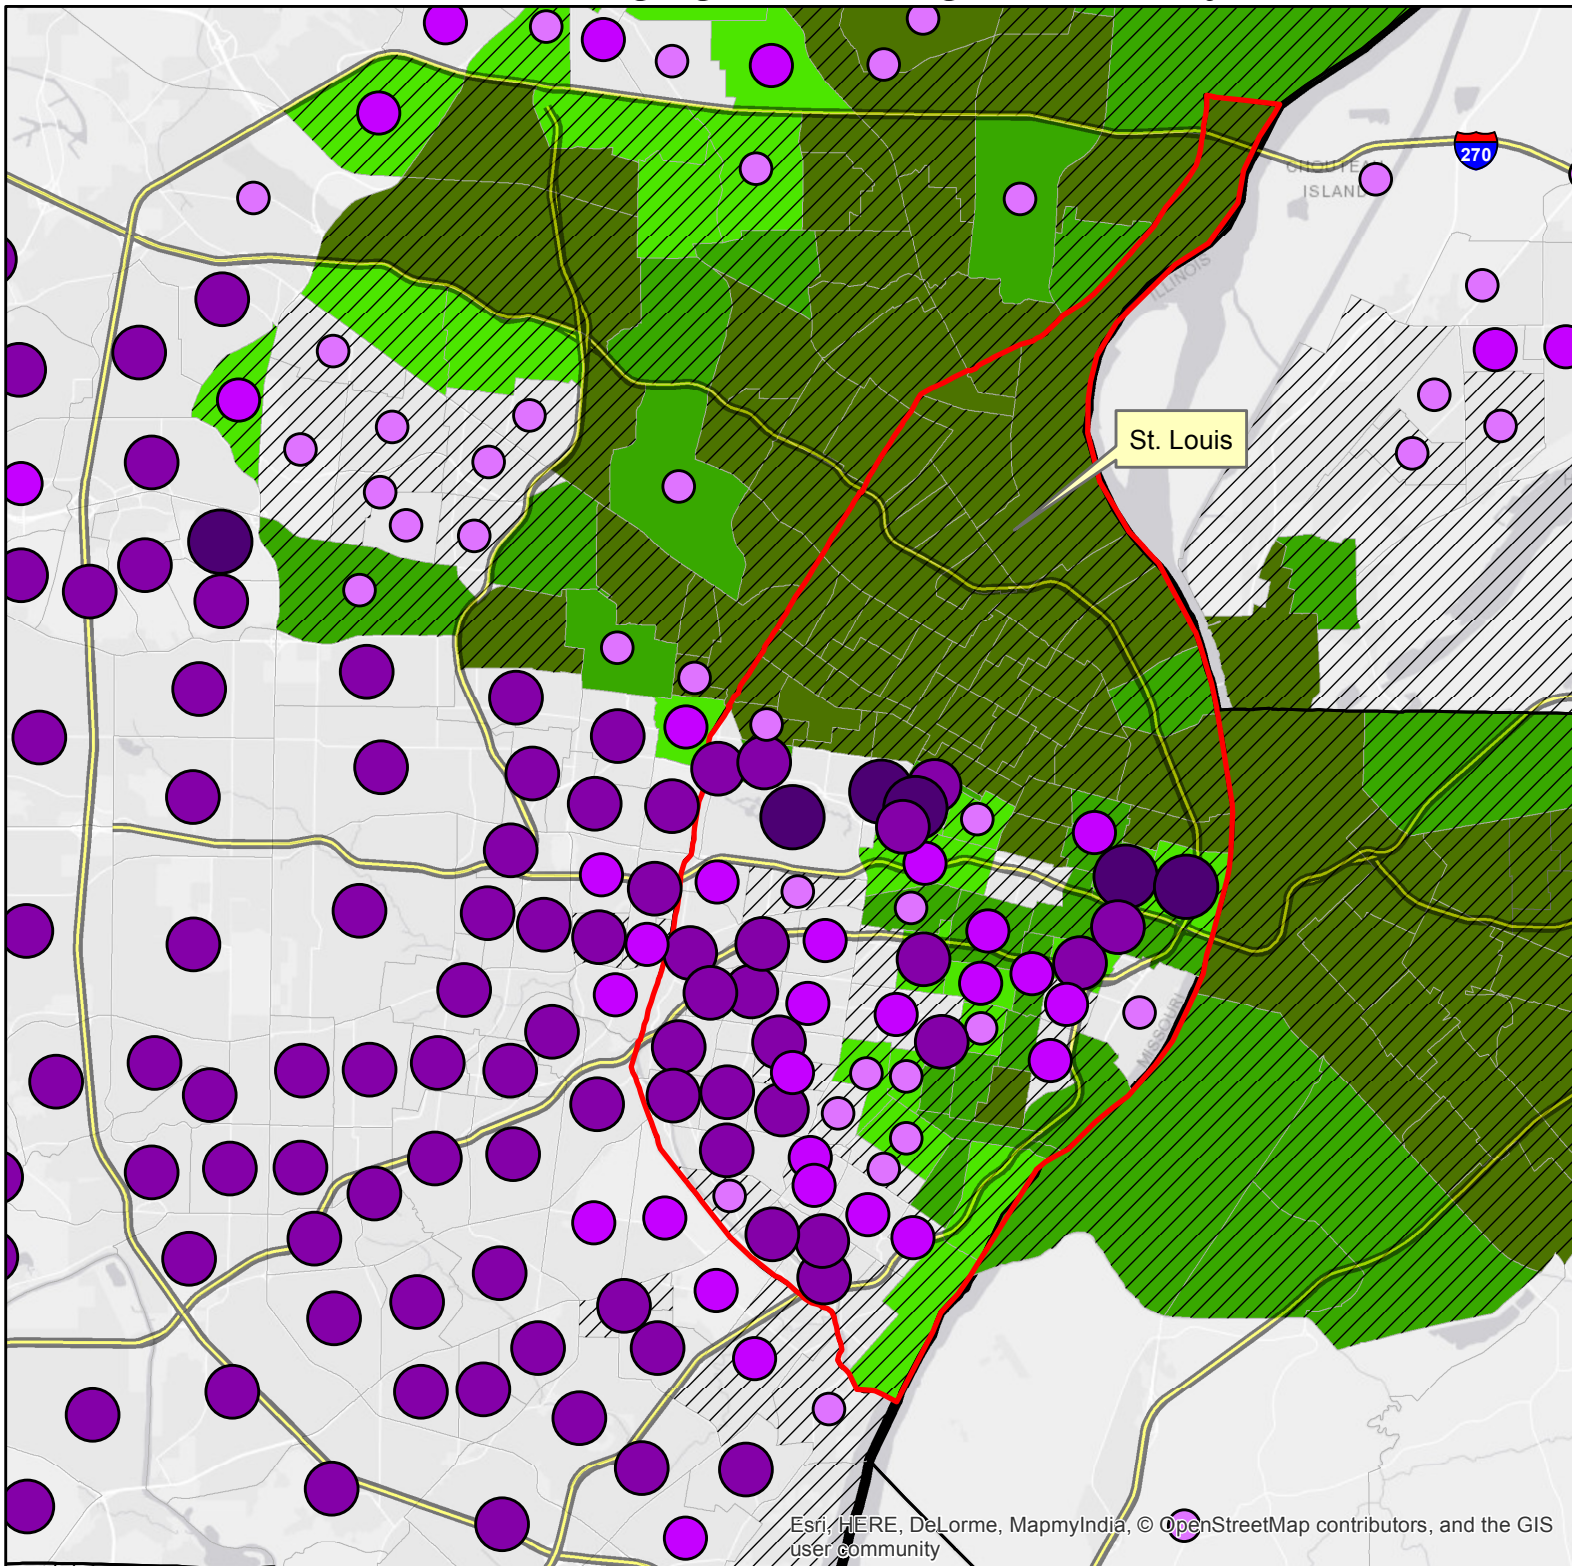 270
CHOUTEAU
ISLAND
ILLINOIS
St. Louis
MISSOURI
Esri, HERE, DeLorme, MapmyIndia, © OpenStreetMap contributors, and the GIS
user community